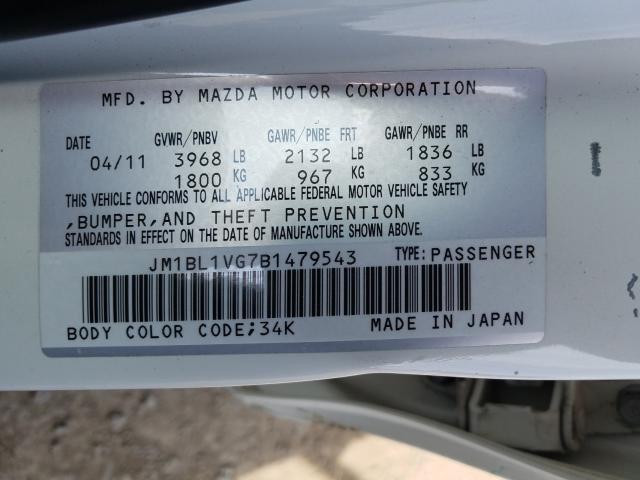 MFD. BY MAZDA MOTOR CORPORATION
DATE GVWR/PNBV GAWR/PNBE FRT GAWR/PNBE RR
04/11 3968 LB 2132 LB 1836 LB
1800 KG 967 KG 833 KG
THIS VEHICLE CONFORMS TO ALL APPLICABLE FEDERAL MOTOR VEHICLE SAFETY
,BUMPER,AND THEFT PREVENTION
STANDARDS IN EFFECT ON THE DATE OF MANUFACTURE SHOWN ABOVE.
JM1BL1VG7B1479543 TYPE:PASSENGER
BODY COLOR CODE;34K MADE IN JAPAN